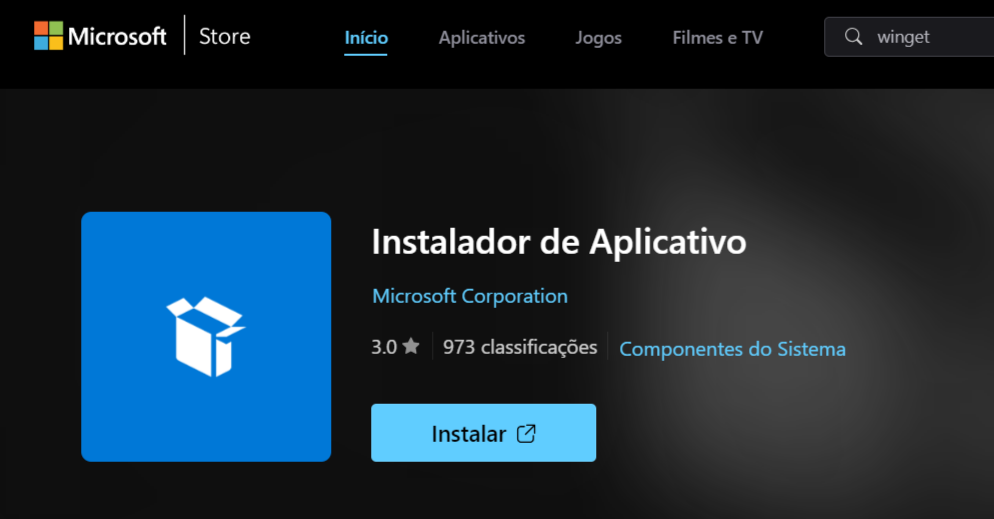 Microsoft Store Início Aplicativos Jogos Filmes e TV winget
Instalador de Aplicativo
Microsoft Corporation
3.0 973 classificações Componentes do Sistema
Instalar